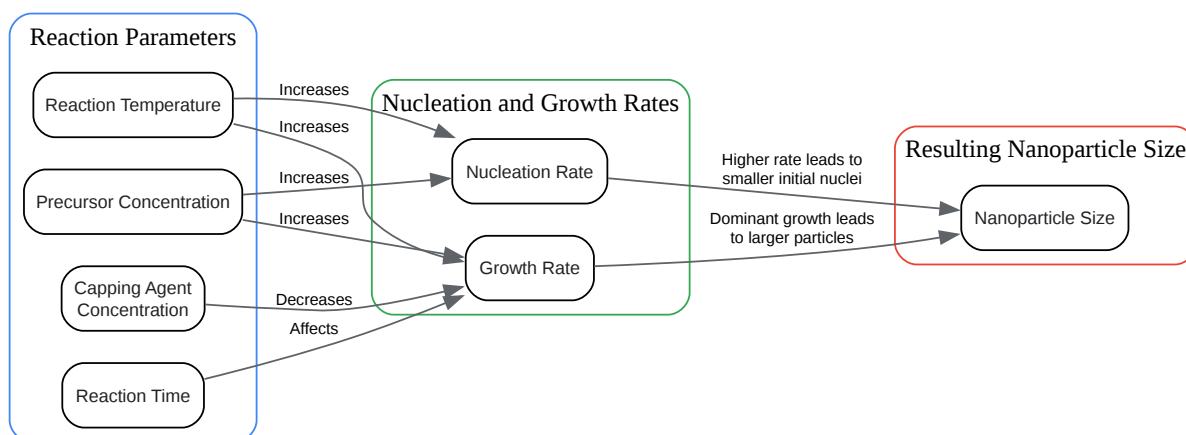 Reaction Parameters
Reaction Temperature
Precursor Concentration
Capping Agent
Concentration
Reaction Time
Increases
Increases
Increases
Increases
Decreases
Affects
Nucleation and Growth Rates
Nucleation Rate
Growth Rate
Higher rate leads to
smaller initial nuclei
Dominant growth leads
to larger particles
Resulting Nanoparticle Size
Nanoparticle Size